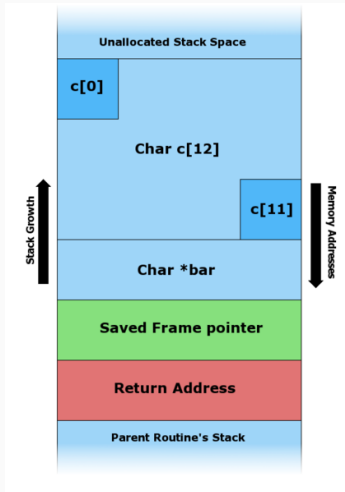 Unallocated Stack Space
c[0]
Char c[12]
c[11]
Stack Growth
Memory Addresses
Char *bar
Saved Frame pointer
Return Address
Parent Routine's Stack